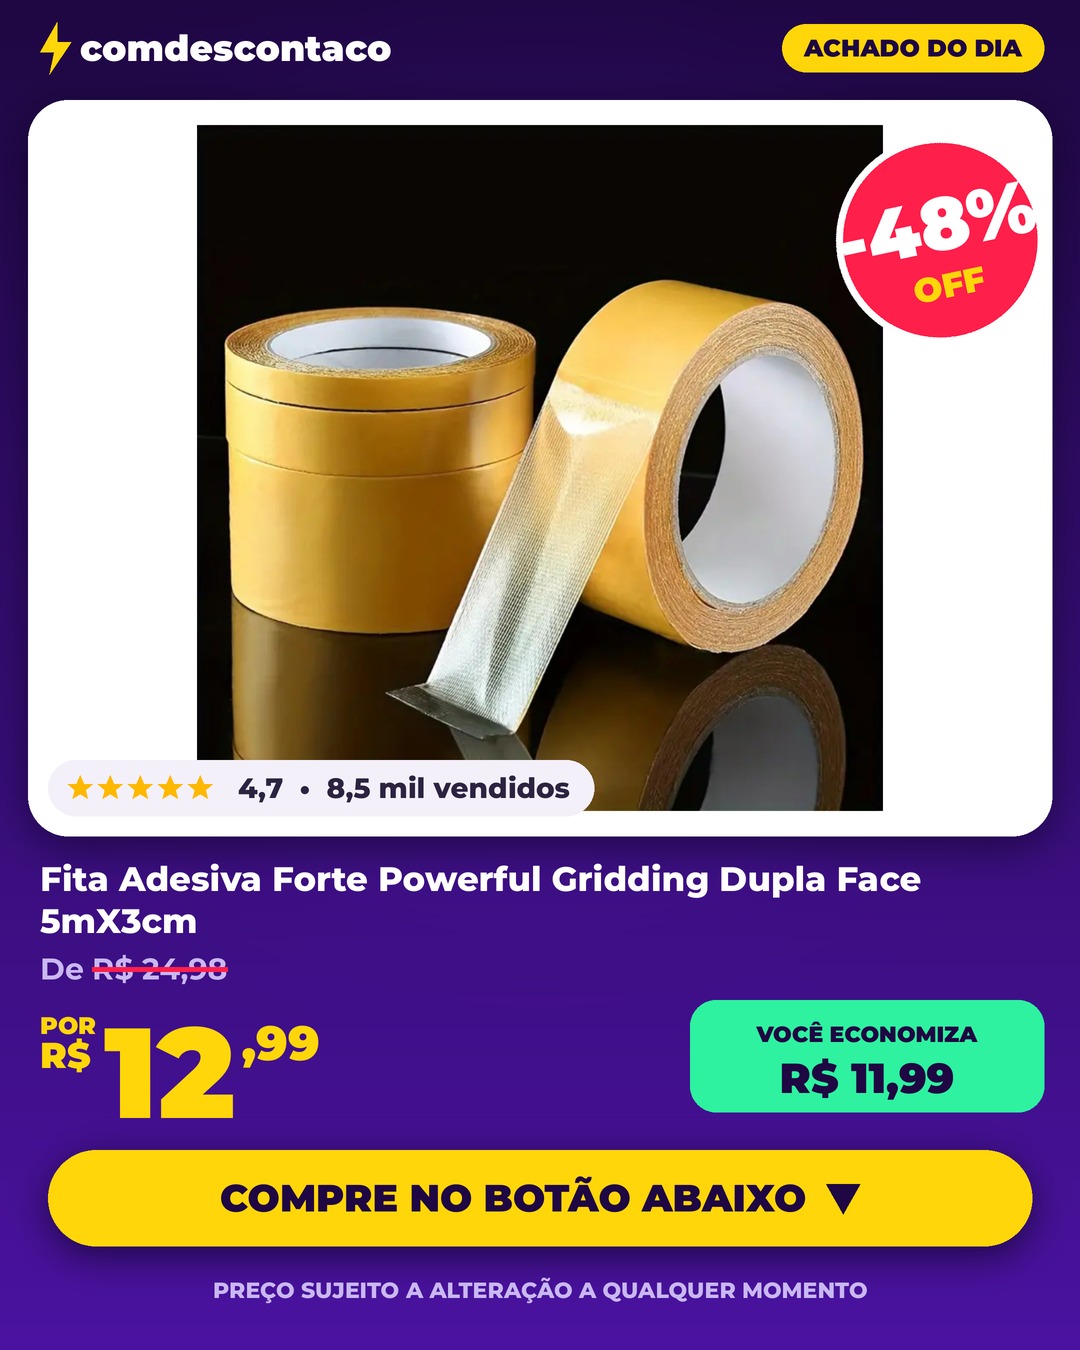 comdescontaco
ACHADO DO DIA
-48%
OFF
4,7 • 8,5 mil vendidos
Fita Adesiva Forte Powerful Gridding Dupla Face
5mX3cm
De R$ 24,98
POR
R$ 12,99
VOCÊ ECONOMIZA
R$ 11,99
COMPRE NO BOTÃO ABAIXO ▼
PREÇO SUJEITO A ALTERAÇÃO A QUALQUER MOMENTO